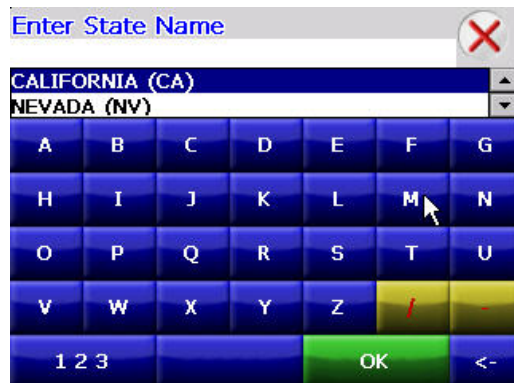 Enter State Name
CALIFORNIA (CA)
NEVADA (NV)
A B C D E F G
H I J K L M N
O P Q R S T U
V W X Y Z / -
1 2 3 OK <-